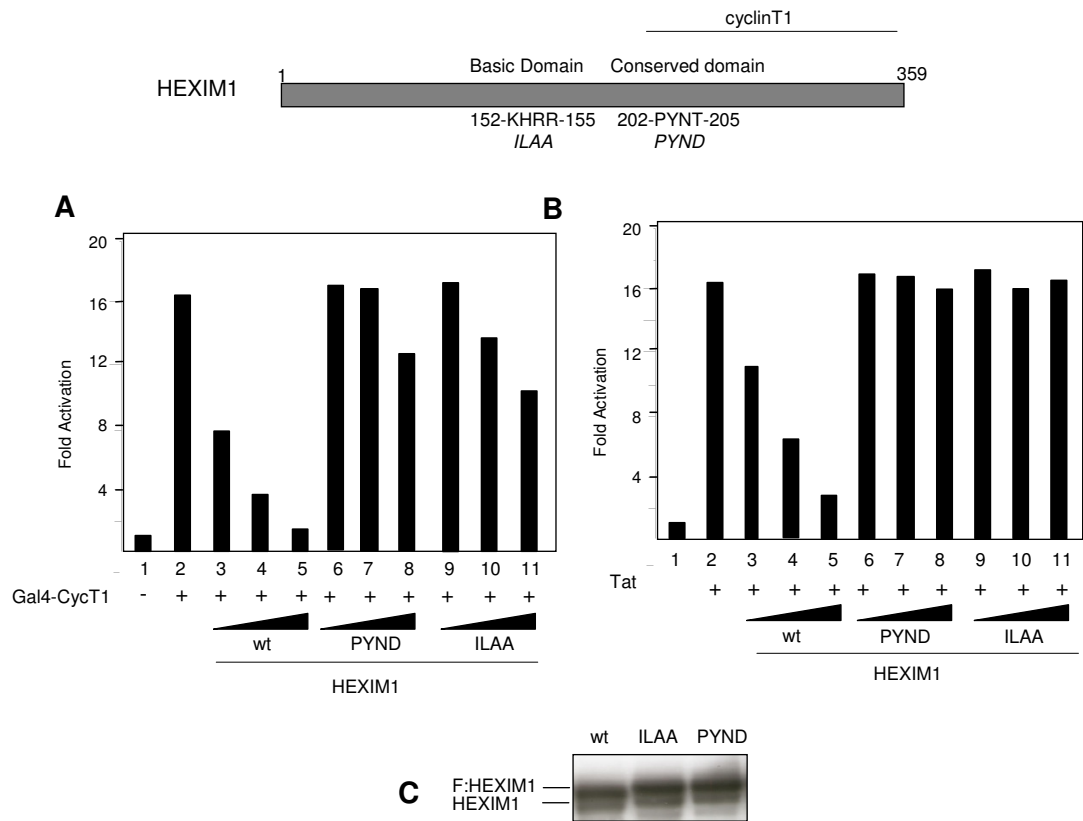 cyclinT1
Basic Domain Conserved domain
HEXIM1 1 359
152-KHRR-155 202-PYNT-205
ILAA PYND
A
20
16
12
8
4
Fold Activation
1 2 3 4 5 6 7 8 9 10 11
Gal4-CycT1 - + + + + + + + + + +
wt PYND ILAA
HEXIM1
B
20
16
12
8
4
Fold Activation
1 2 3 4 5 6 7 8 9 10 11
Tat + + + + + + + + + +
wt PYND ILAA
HEXIM1
C
wt ILAA PYND
F:HEXIM1
HEXIM1